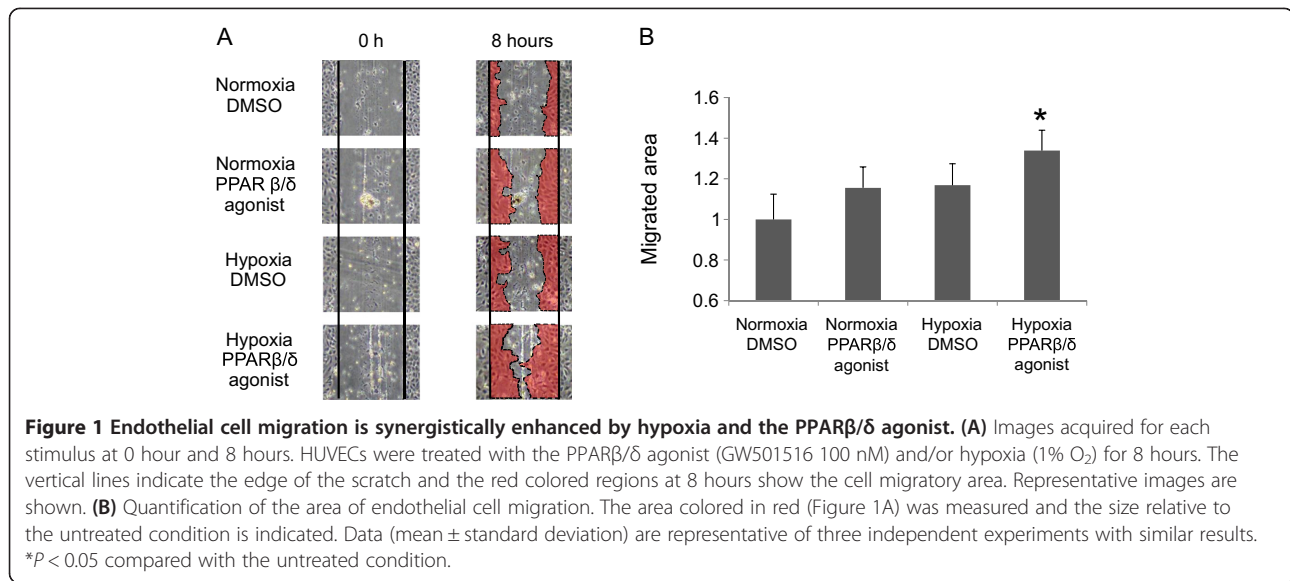 A
0 h
8 hours
Normoxia
DMSO
Normoxia
PPAR β/δ
agonist
Hypoxia
DMSO
Hypoxia
PPARβ/δ
agonist
B
Migrated area
1.6
1.4
1.2
1
0.8
0.6
*
Normoxia
DMSO
Normoxia
PPARβ/δ
agonist
Hypoxia
DMSO
Hypoxia
PPARβ/δ
agonist
Figure 1 Endothelial cell migration is synergistically enhanced by hypoxia and the PPARβ/δ agonist. (A) Images acquired for each
stimulus at 0 hour and 8 hours. HUVECs were treated with the PPARβ/δ agonist (GW501516 100 nM) and/or hypoxia (1% O₂) for 8 hours. The
vertical lines indicate the edge of the scratch and the red colored regions at 8 hours show the cell migratory area. Representative images are
shown. (B) Quantification of the area of endothelial cell migration. The area colored in red (Figure 1A) was measured and the size relative to
the untreated condition is indicated. Data (mean ± standard deviation) are representative of three independent experiments with similar results.
*P < 0.05 compared with the untreated condition.